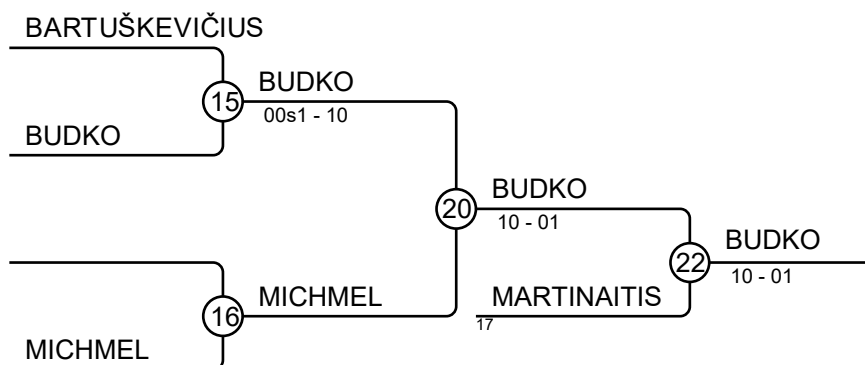 BARTUŠKEVIČIUS
15
BUDKO
00s1 - 10
BUDKO
20
BUDKO
10 - 01
22
BUDKO
10 - 01
16
MICHMEL
MARTINAITIS
17
MICHMEL